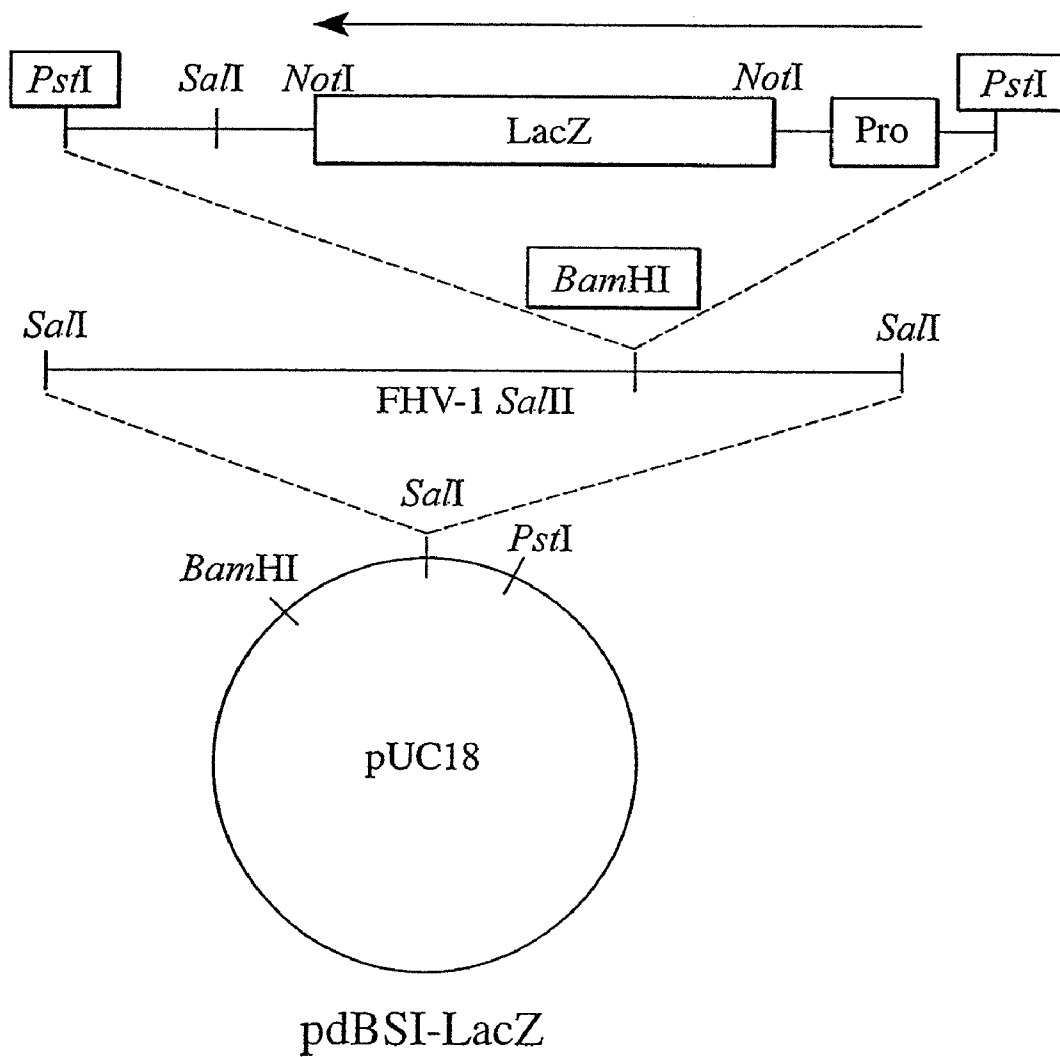 PstI
SalI
NotI
NotI
PstI
LacZ
Pro
BamHI
SalI
SalI
FHV-1 SalII
SalI
PstI
BamHI
pUC18
pdBSI-LacZ